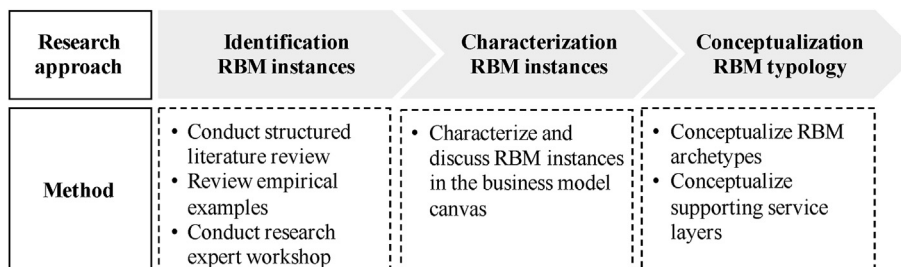 Research
approach
Identification
RBM instances
Characterization
RBM instances
Conceptualization
RBM typology
Method
• Conduct structured
literature review
• Review empirical
examples
• Conduct research
expert workshop
• Characterize and
discuss RBM instances
in the business model
canvas
• Conceptualize RBM
archetypes
• Conceptualize
supporting service
layers